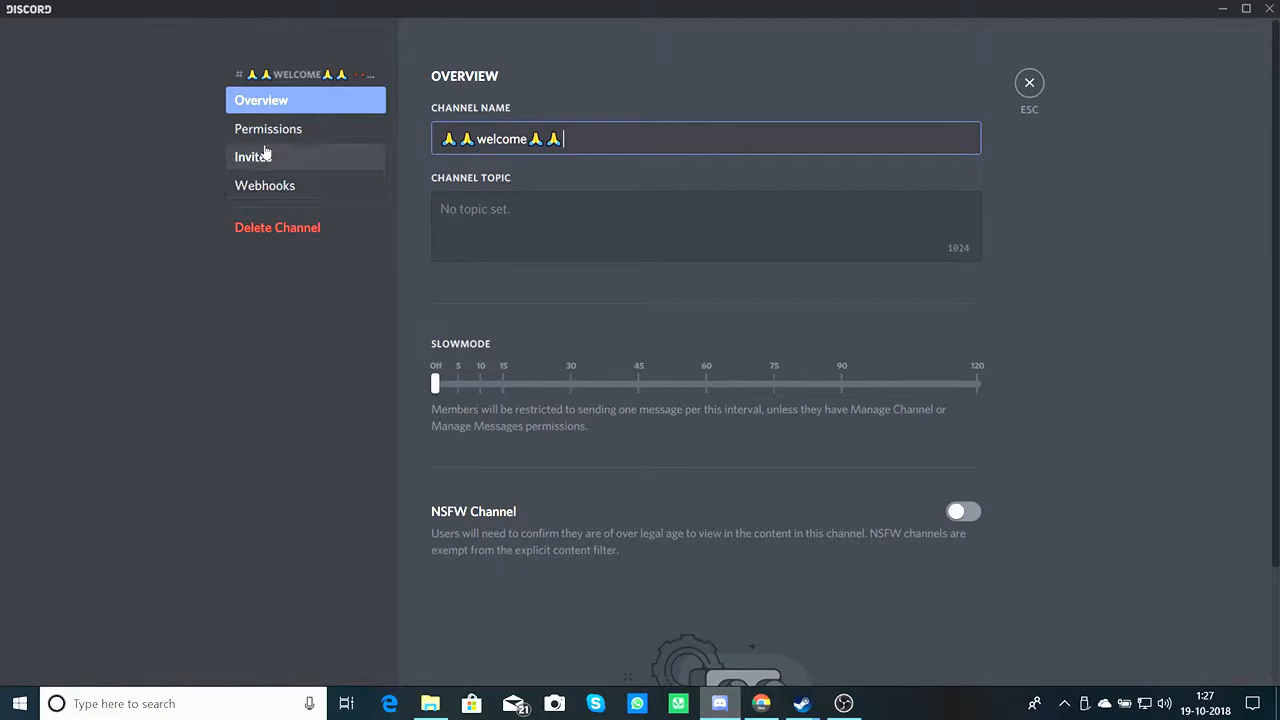 DISCORD
# 🙏🙏WELCOME🙏🙏 ...
Overview
Permissions
Invites
Webhooks
Delete Channel
OVERVIEW
ESC
CHANNEL NAME
🙏🙏welcome🙏🙏
CHANNEL TOPIC
No topic set.
1024
SLOWMODE
Off 5 10 15 30 45 60 75 90 120
Members will be restricted to sending one message per this interval, unless they have Manage Channel or
Manage Messages permissions.
NSFW Channel
Users will need to confirm they are of over legal age to view in the content in this channel. NSFW channels are
exempt from the explicit content filter.
Type here to search
21
1:27
19-10-2018